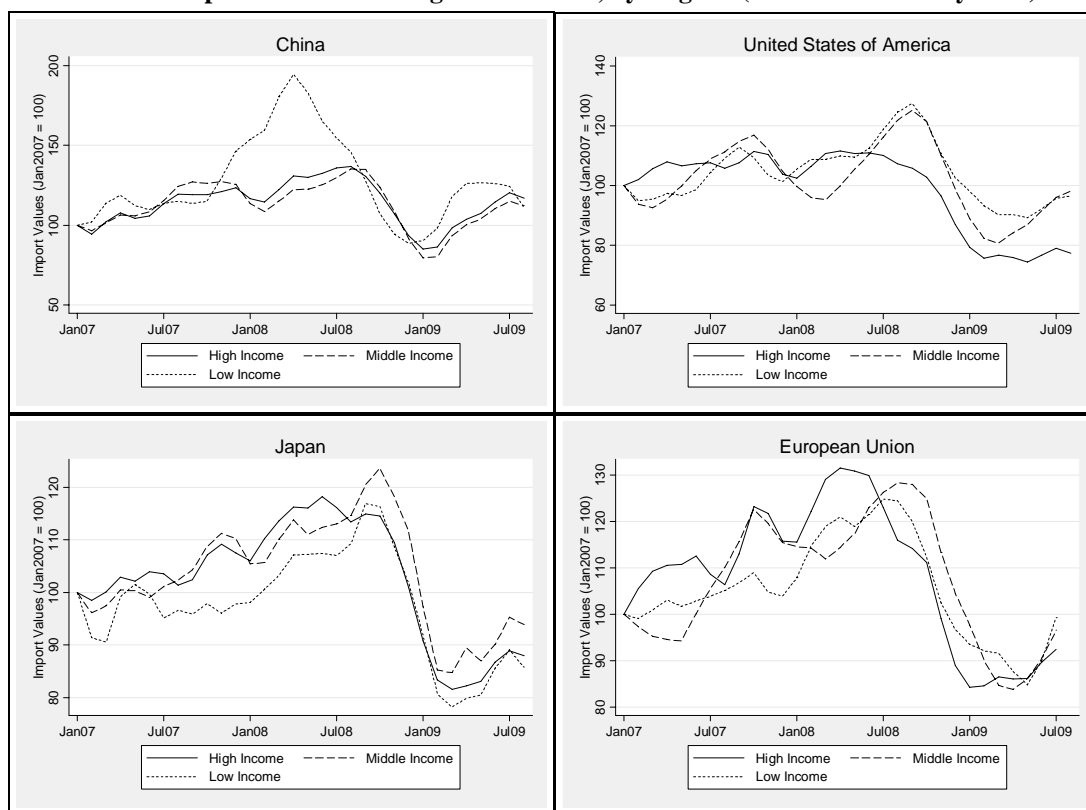 China
Import Values (Jan2007 = 100)
200
150
100
50
Jan07 Jul07 Jan08 Jul08 Jan09 Jul09
High Income Middle Income
Low Income
United States of America
Import Values (Jan2007 = 100)
140
120
100
80
60
Jan07 Jul07 Jan08 Jul08 Jan09 Jul09
High Income Middle Income
Low Income
Japan
Import Values (Jan2007 = 100)
120
110
100
90
80
Jan07 Jul07 Jan08 Jul08 Jan09 Jul09
High Income Middle Income
Low Income
European Union
Import Values (Jan2007 = 100)
130
120
110
100
90
80
Jan07 Jul07 Jan08 Jul08 Jan09 Jul09
High Income Middle Income
Low Income